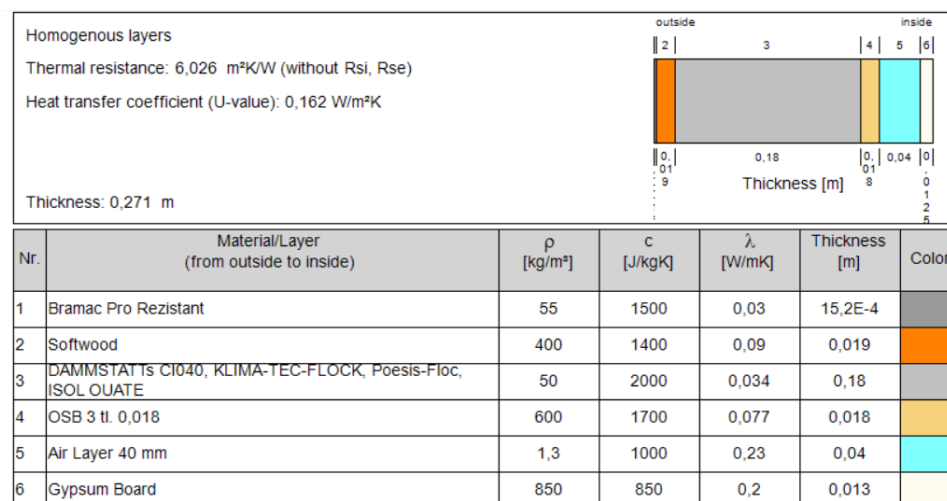 Homogenous layers
Thermal resistance: 6,026 m²K/W (without Rsi, Rse)
Heat transfer coefficient (U-value): 0,162 W/m²K
Thickness: 0,271 m
outside inside
2 3 4 5 6
0,019 0,18 0,018 0,04 0
.
0
1
2
5
Thickness [m]
Nr. Material/Layer (from outside to inside) ρ [kg/m³] c [J/kgK] λ [W/mK] Thickness [m] Color
1 Bramac Pro Rezistant 55 1500 0,03 15,2E-4
2 Softwood 400 1400 0,09 0,019
3 DAMMSTATTs CI040, KLIMA-TEC-FLOCK, Poesis-Floc,
ISOL OUATE 50 2000 0,034 0,18
4 OSB 3 tl. 0,018 600 1700 0,077 0,018
5 Air Layer 40 mm 1,3 1000 0,23 0,04
6 Gypsum Board 850 850 0,2 0,013